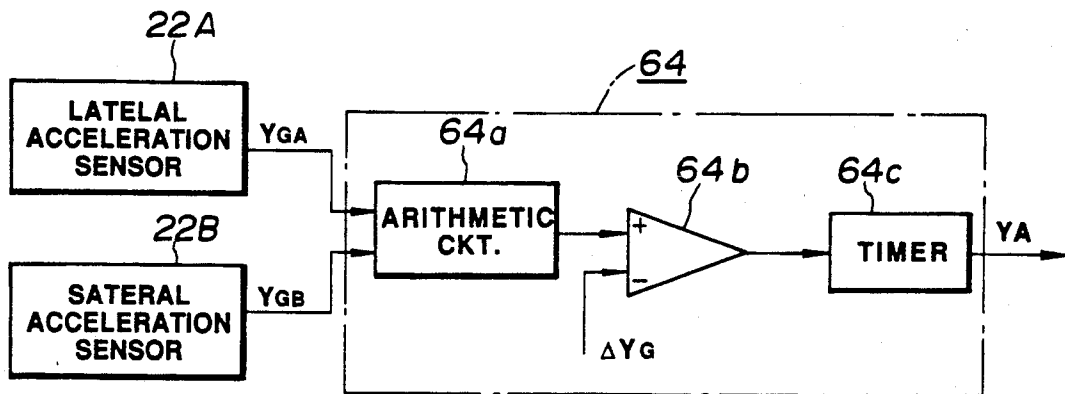 22A
LATELAL
ACCELERATION
SENSOR
YGA
64
64a
ARITHMETIC
CKT.
64b
+
−
64c
TIMER
YA
22B
SATERAL
ACCELERATION
SENSOR
YGB
ΔYG